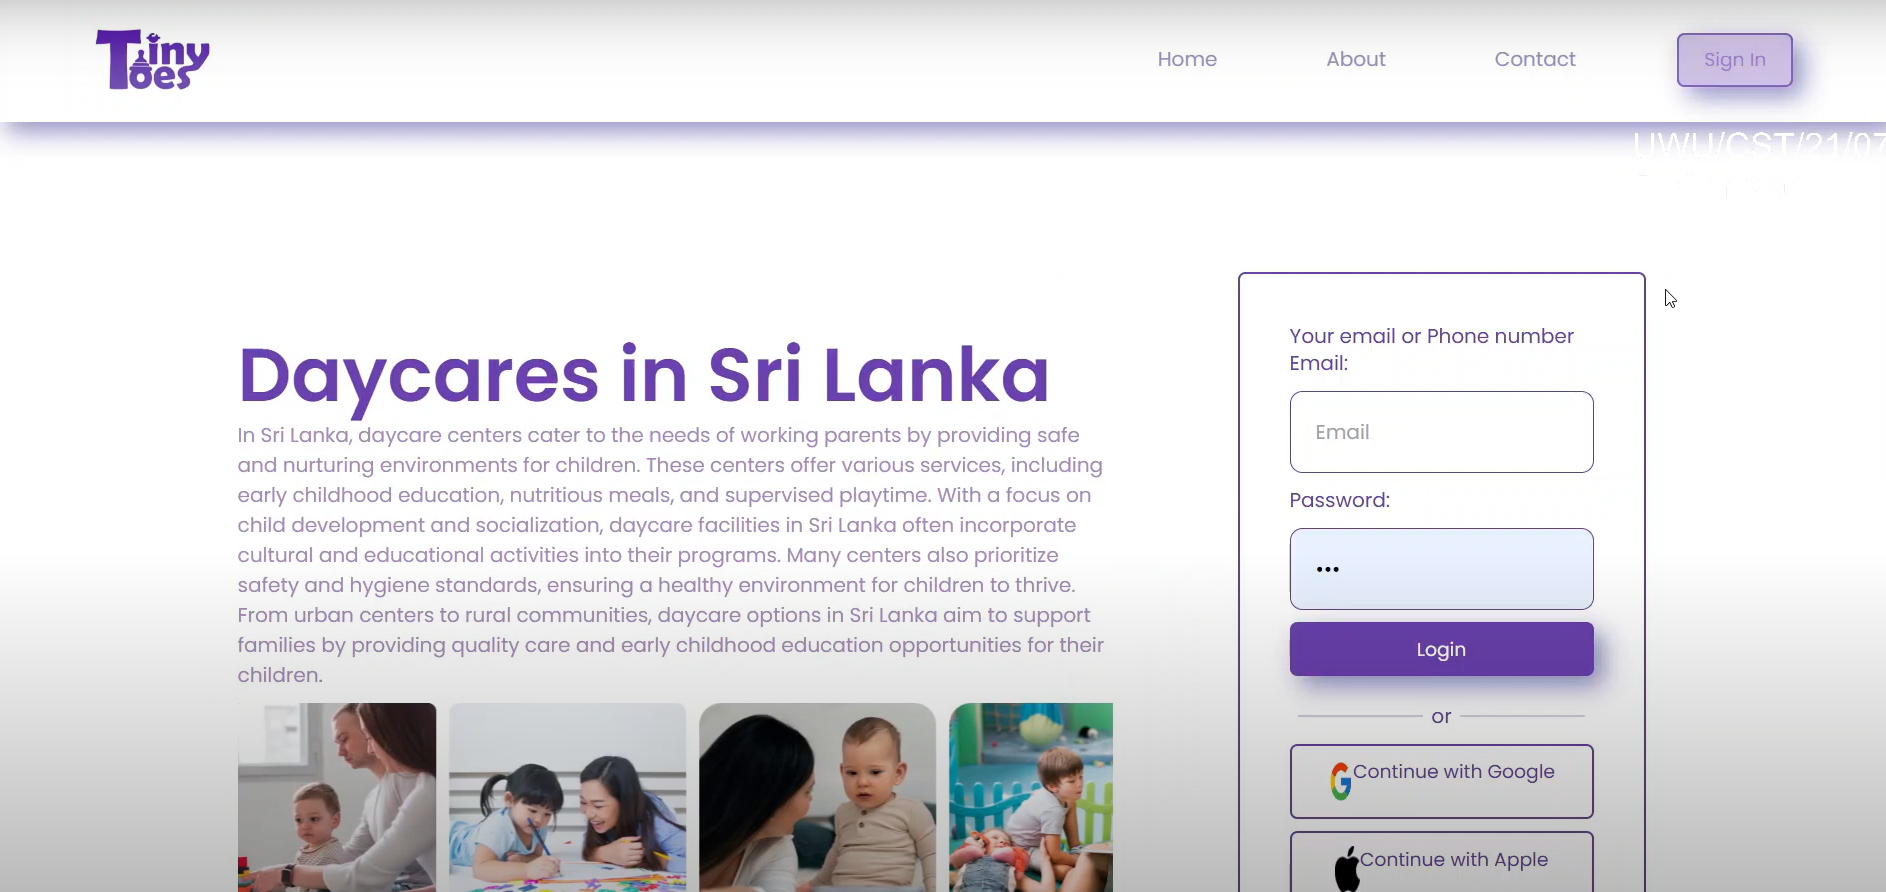 Tiny
Toes
Home
About
Contact
Sign In
UWU/CST/21/07
Daycares in Sri Lanka
In Sri Lanka, daycare centers cater to the needs of working parents by providing safe
and nurturing environments for children. These centers offer various services, including
early childhood education, nutritious meals, and supervised playtime. With a focus on
child development and socialization, daycare facilities in Sri Lanka often incorporate
cultural and educational activities into their programs. Many centers also prioritize
safety and hygiene standards, ensuring a healthy environment for children to thrive.
From urban centers to rural communities, daycare options in Sri Lanka aim to support
families by providing quality care and early childhood education opportunities for their
children.
Your email or Phone number
Email:
Email
Password:
•••
Login
or
Continue with Google
Continue with Apple